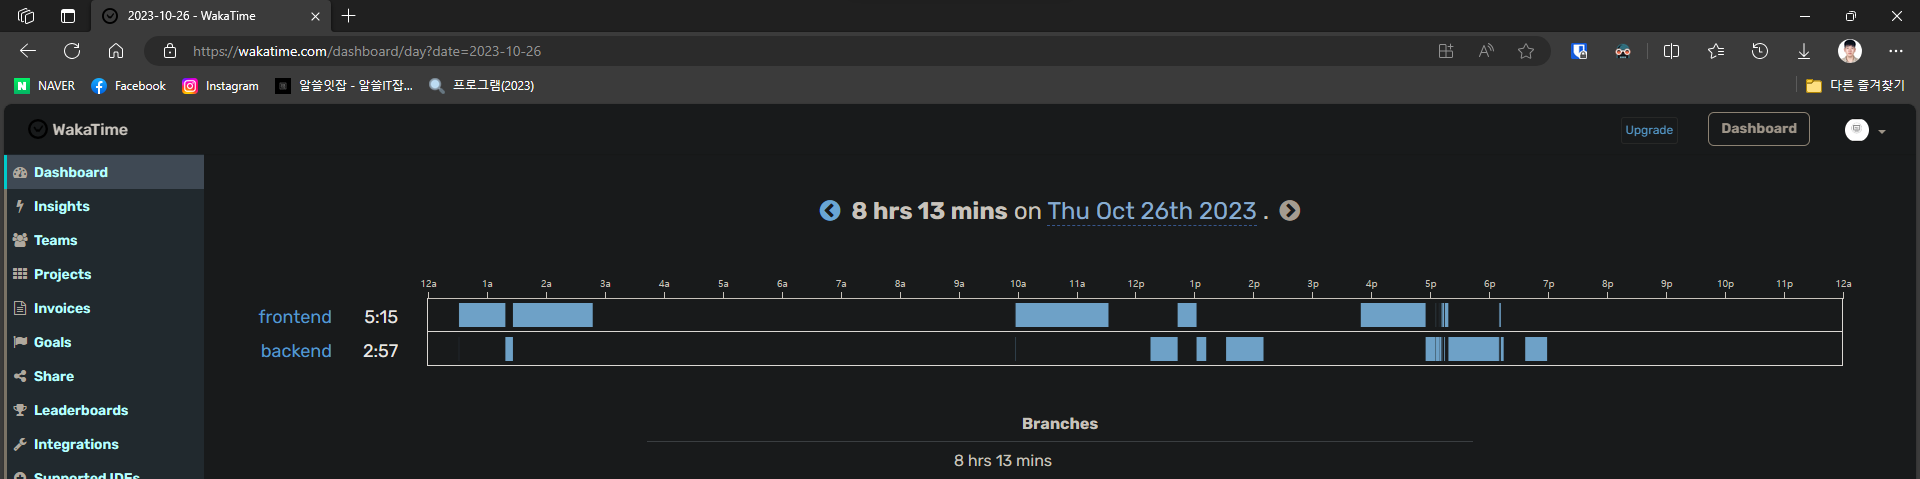 2023-10-26 - WakaTime
https://wakatime.com/dashboard/day?date=2023-10-26
NAVER Facebook Instagram 알쓸잇잡 - 알쓸IT잡... 프로그램(2023) 다른 즐겨찾기
WakaTime Upgrade Dashboard
Dashboard
Insights
Teams
Projects
Invoices
Goals
Share
Leaderboards
Integrations
Supported IDEs
8 hrs 13 mins on Thu Oct 26th 2023 .
12a 1a 2a 3a 4a 5a 6a 7a 8a 9a 10a 11a 12p 1p 2p 3p 4p 5p 6p 7p 8p 9p 10p 11p 12a
frontend 5:15
backend 2:57
Branches
8 hrs 13 mins